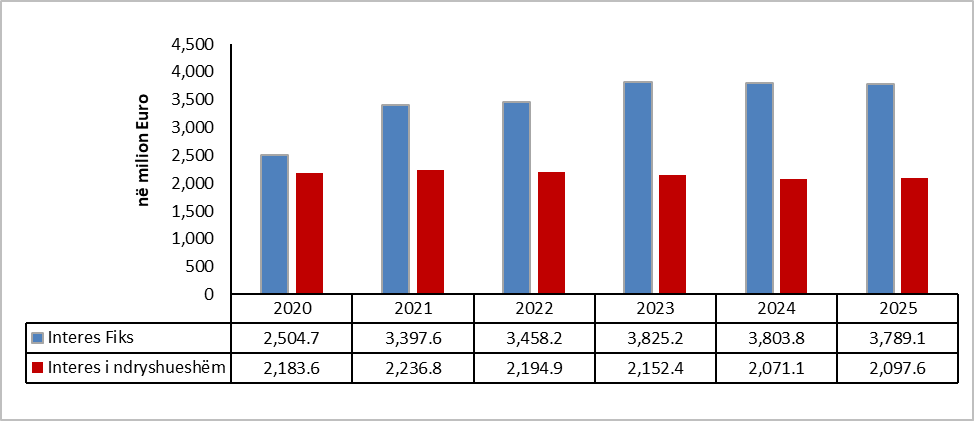 në milion Euro
4,500
4,000
3,500
3,000
2,500
2,000
1,500
1,000
500
0
2020 2021 2022 2023 2024 2025
Interes Fiks 2,504.7 3,397.6 3,458.2 3,825.2 3,803.8 3,789.1
Interes i ndryshueshëm 2,183.6 2,236.8 2,194.9 2,152.4 2,071.1 2,097.6